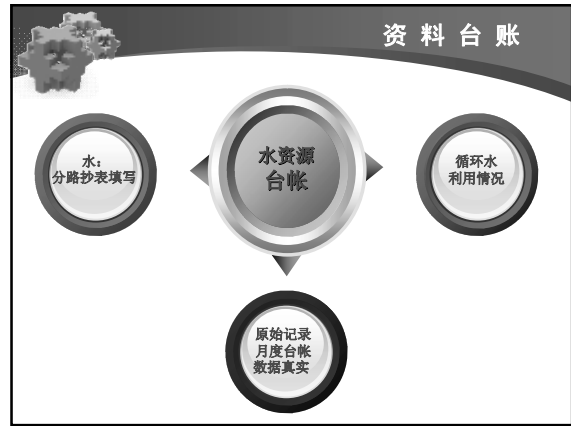 资料台账
水：
分路抄表填写
水资源
台帐
循环水
利用情况
原始记录
月度台帐
数据真实